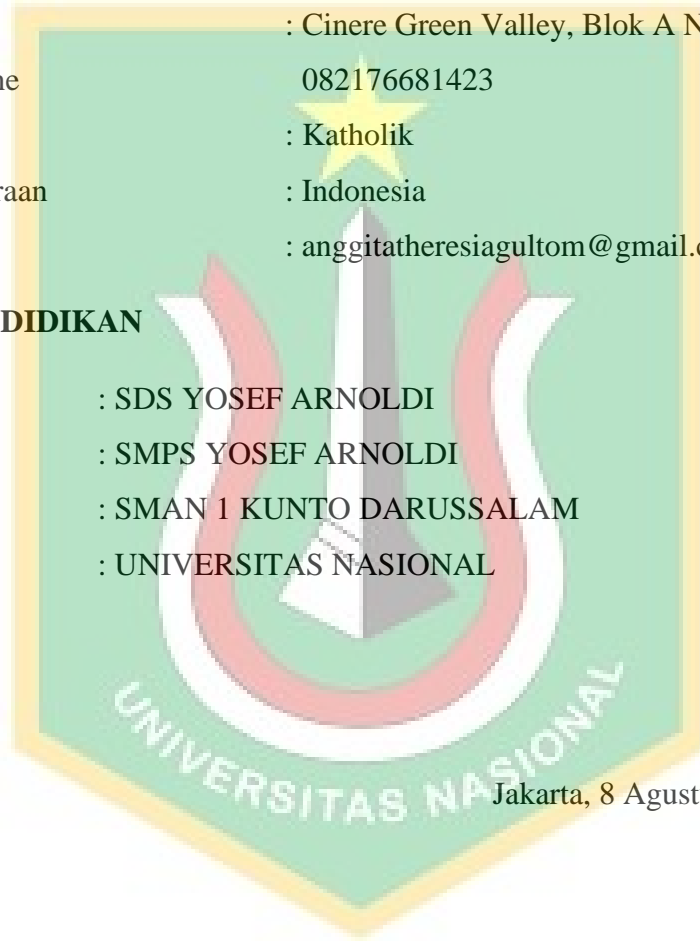 : Cinere Green Valley, Blok A N
ne 082176681423
: Katholik
raan : Indonesia
: anggitatheresiagultom@gmail.c
DIDIKAN
: SDS YOSEF ARNOLDI
: SMPS YOSEF ARNOLDI
: SMAN 1 KUNTO DARUSSALAM
: UNIVERSITAS NASIONAL
UNIVERSITAS NASIONAL
Jakarta, 8 Agust